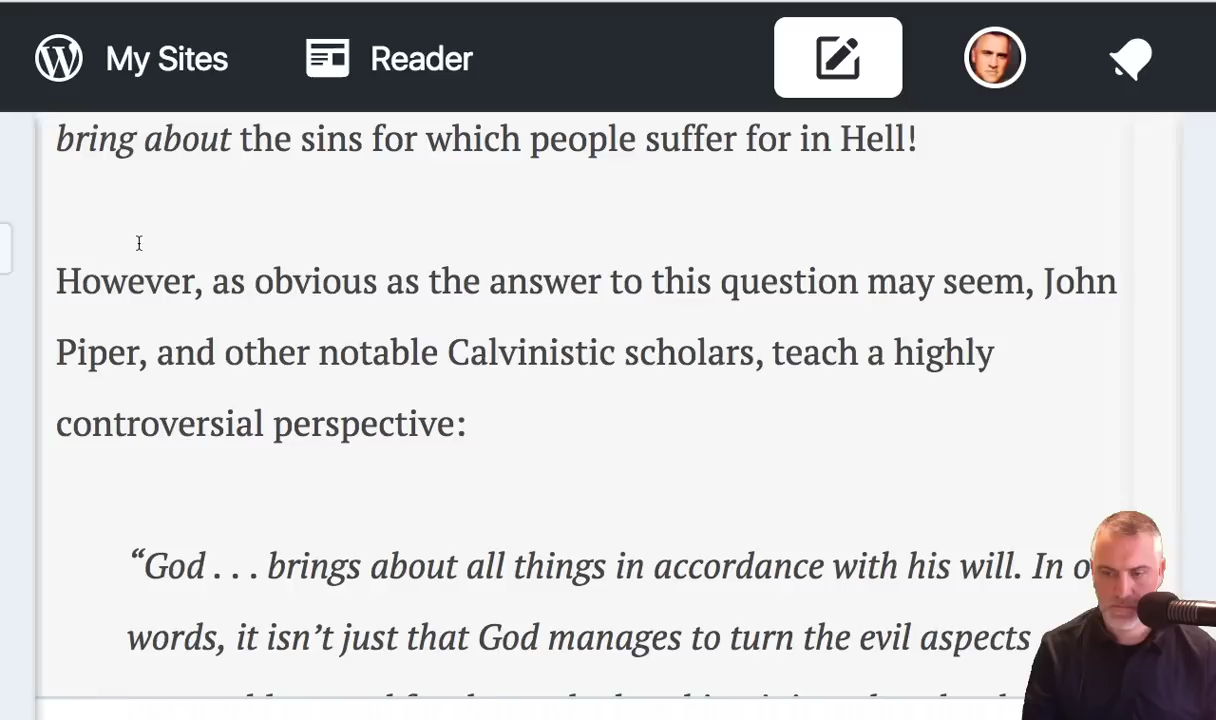 My Sites
Reader
bring about the sins for which people suffer for in Hell!
However, as obvious as the answer to this question may seem, John
Piper, and other notable Calvinistic scholars, teach a highly
controversial perspective:
“God . . . brings about all things in accordance with his will. In o
words, it isn’t just that God manages to turn the evil aspects